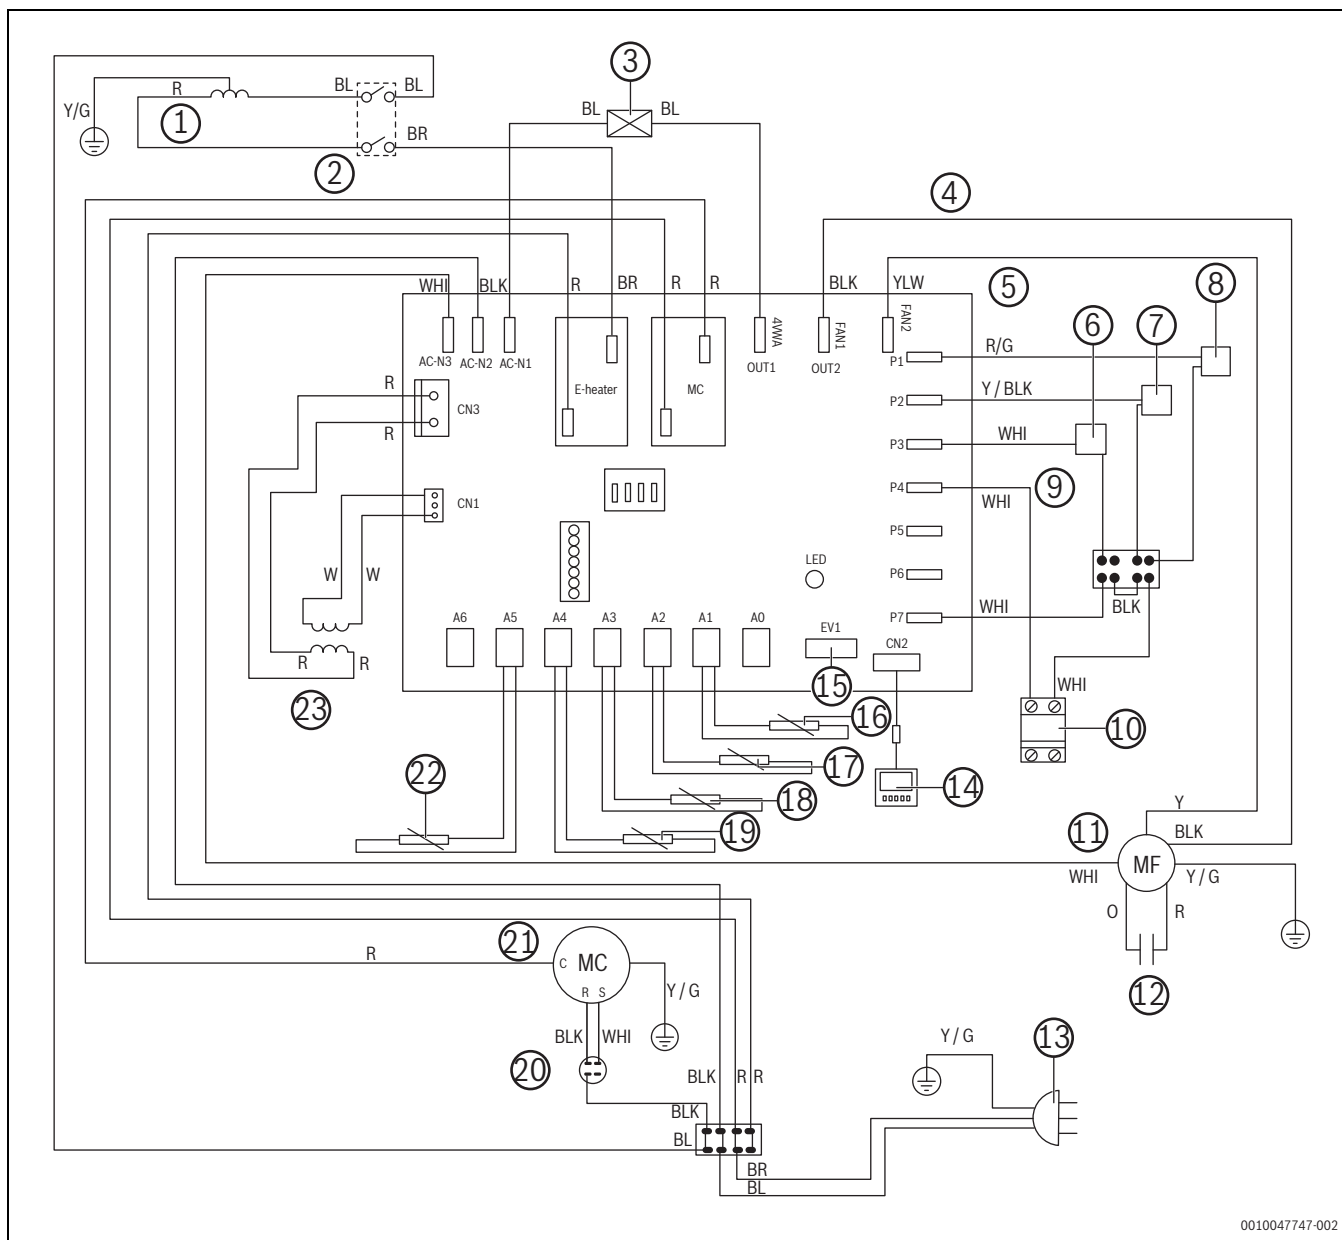 3
BL
BL
R
BL
BL
Y/G
1
BR
2
4
5
8
6
7
WHI
BLK
R
BR
R
R
BLK
YLW
AC-N3
AC-N2
AC-N1
E-heater
MC
4VWA
OUT1
FAN1
OUT2
FAN2
P1
R/G
P2
Y / BLK
P3
WHI
P4
WHI
9
P5
P6
P7
WHI
BLK
WHI
10
R
CN3
R
CN1
LED
W
W
A6
A5
A4
A3
A2
A1
A0
EV1
CN2
R
R
23
15
16
17
14
18
22
19
11
Y
BLK
MF
WHI
Y / G
O
R
12
21
R
C
MC
R
S
Y / G
BLK
WHI
20
BLK
R
R
BLK
BL
BR
BL
Y / G
13
0010047747-002